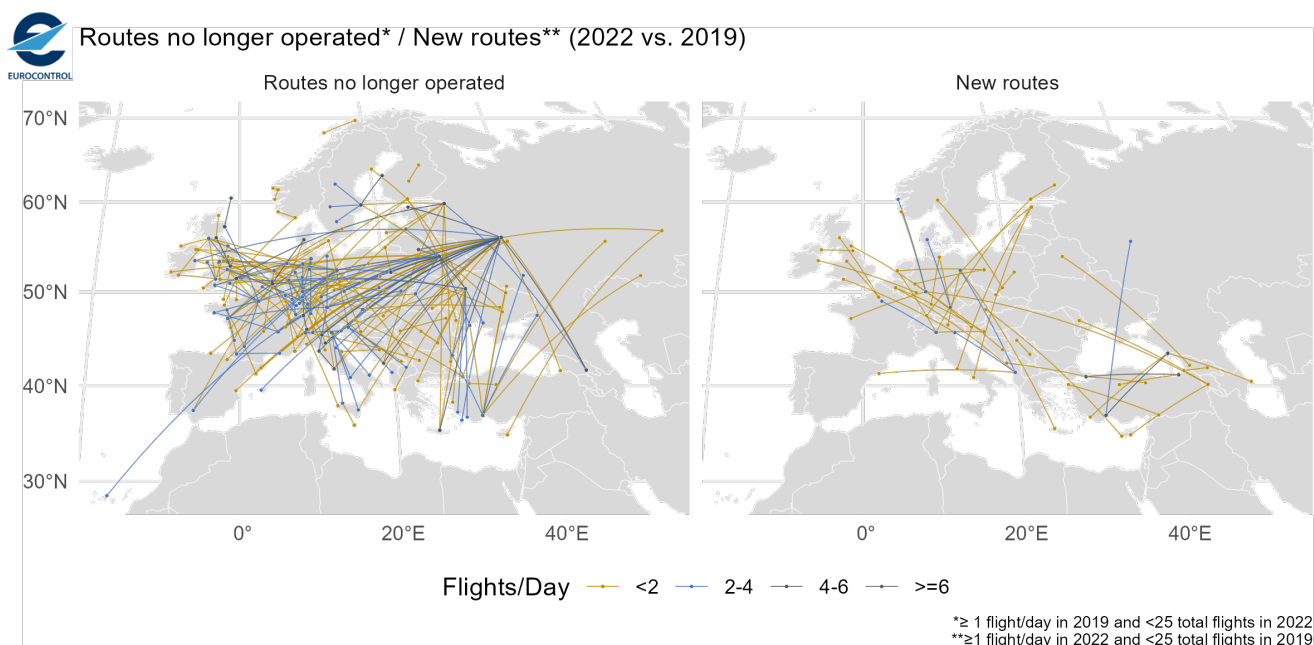 EUROCONTROL
Routes no longer operated* / New routes** (2022 vs. 2019)
Routes no longer operated
New routes
70°N
60°N
50°N
40°N
30°N
0°
20°E
40°E
0°
20°E
40°E
Flights/Day
<2
2-4
4-6
>=6
*≥ 1 flight/day in 2019 and <25 total flights in 2022
**≥1 flight/day in 2022 and <25 total flights in 2019